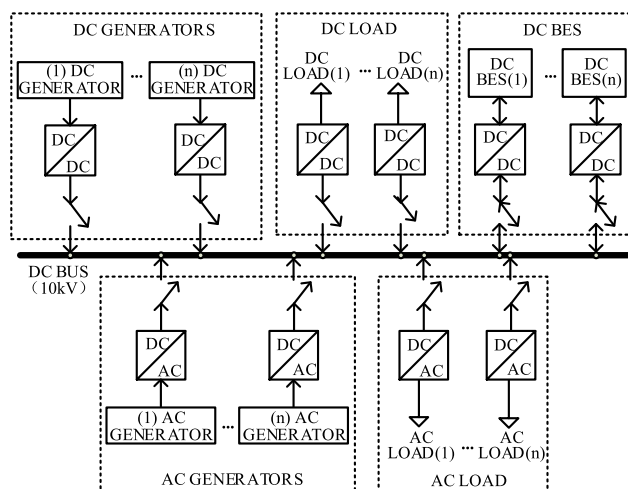 DC GENERATORS
(1) DC
GENERATOR
...
(n) DC
GENERATOR
DC
DC
DC
DC
DC LOAD
DC
LOAD(1)
...
DC
LOAD(n)
DC
DC
DC
DC
DC BES
DC
BES(1)
...
DC
BES(n)
DC
DC
DC
DC
DC BUS
(10kV)
DC
AC
DC
AC
(1) AC
GENERATOR
...
(n) AC
GENERATOR
AC GENERATORS
DC
AC
DC
AC
AC
LOAD(1)
...
AC
LOAD(n)
AC LOAD